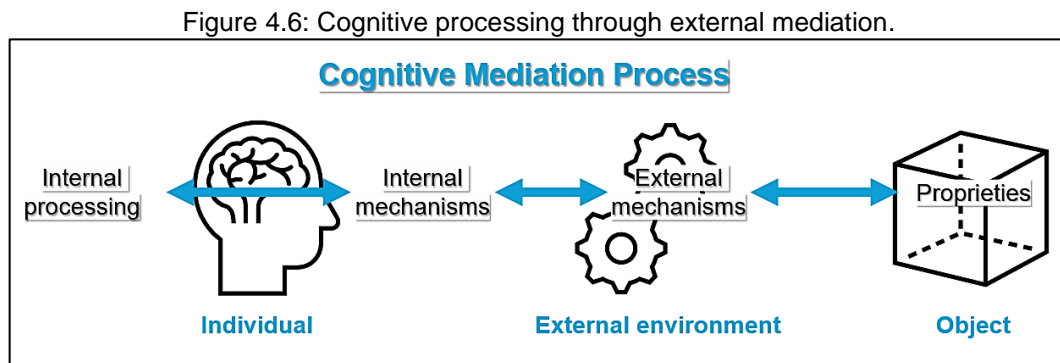 Figure 4.6: Cognitive processing through external mediation.
Cognitive Mediation Process
Internal
processing
Internal
mechanisms
External
mechanisms
Proprieties
Individual
External environment
Object